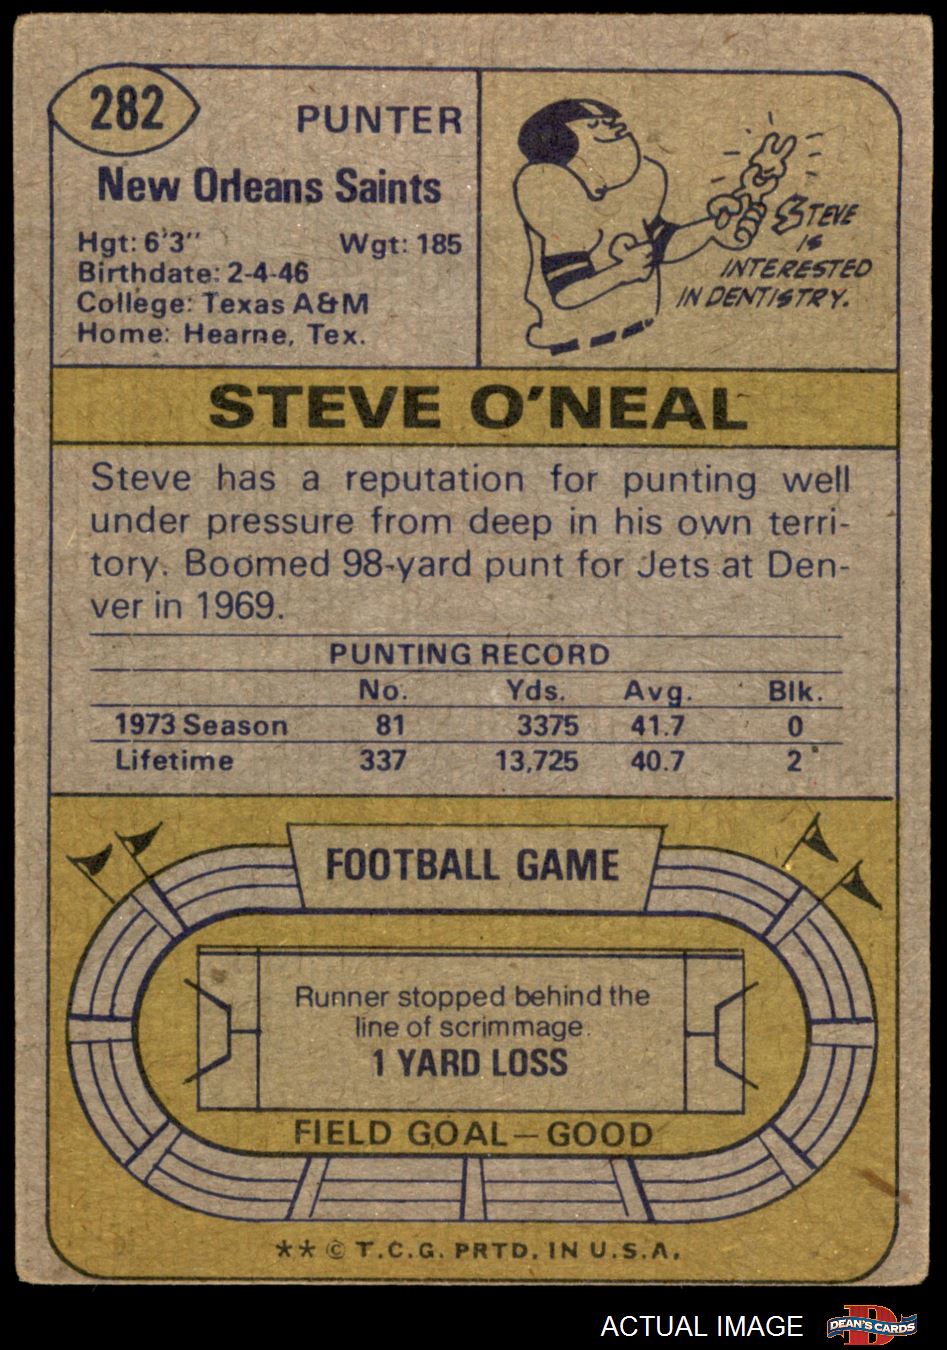 282
PUNTER
New Orleans Saints
Hgt: 6'3" Wgt: 185
Birthdate: 2-4-46
College: Texas A&M
Home: Hearne, Tex.
STEVE
IS
INTERESTED
IN DENTISTRY.
STEVE O'NEAL
Steve has a reputation for punting well
under pressure from deep in his own terri-
tory. Boomed 98-yard punt for Jets at Den-
ver in 1969.
PUNTING RECORD
No. Yds. Avg. Blk.
1973 Season 81 3375 41.7 0
Lifetime 337 13,725 40.7 2
FOOTBALL GAME
Runner stopped behind the
line of scrimmage.
1 YARD LOSS
FIELD GOAL—GOOD
** © T.C.G. PRTD. IN U.S.A.
ACTUAL IMAGE
D
DEAN'S CARDS